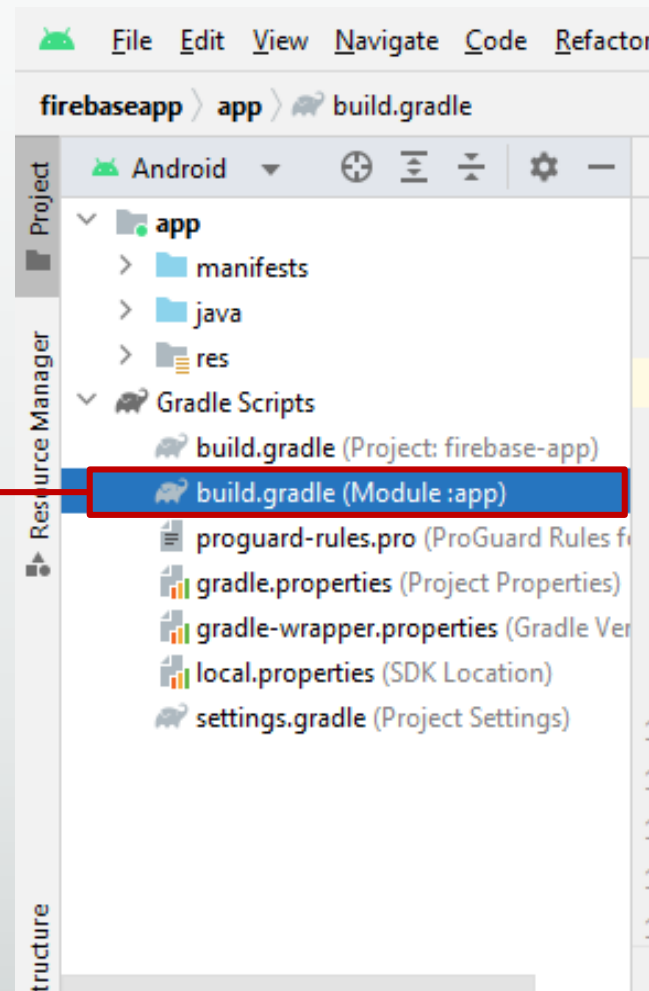 File Edit View Navigate Code Refactor
firebaseapp app build.gradle
Project
Resource Manager
Android
app
manifests
java
res
Gradle Scripts
build.gradle (Project: firebase-app)
build.gradle (Module :app)
proguard-rules.pro (ProGuard Rules
gradle.properties (Project Properties)
gradle-wrapper.properties (Gradle Ver
local.properties (SDK Location)
settings.gradle (Project Settings)
tructure